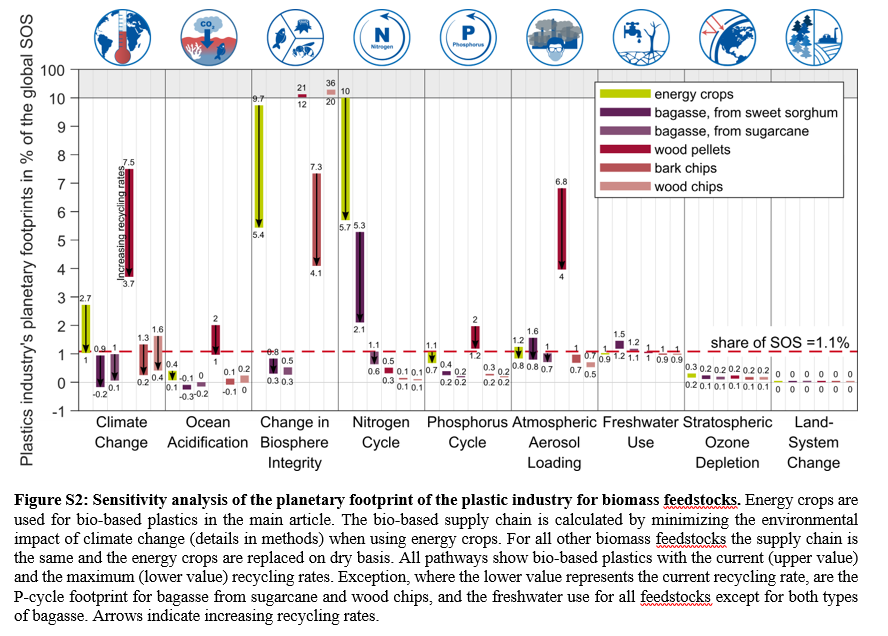 CO₂
N
Nitrogen
P
Phosphorus
Plastics industry's planetary footprints in % of the global SOS
100
10
9
8
7
6
5
4
3
2
1
0
-1
energy crops
bagasse, from sweet sorghum
bagasse, from sugarcane
wood pellets
bark chips
wood chips
Increasing recycling rates
share of SOS =1.1%
2.7
1
0.9
-0.2
1
0.1
7.5
3.7
1.3
0.2
1.6
0.4
0.4
0.1
-0.1
-0.3
0
-0.2
2
1
0.1
-0.1
0.2
0
9.7
5.4
0.8
0.3
0.5
0.3
21
12
7.3
4.1
36
20
10
5.7
5.3
2.1
1.1
0.6
0.5
0.3
0.1
0.1
0.1
0.1
1.1
0.7
0.4
0.2
0.2
0.2
2
1.2
0.3
0.2
0.2
0.2
1.2
0.8
1.6
0.8
1
0.7
6.8
4
1
0.7
0.7
0.5
1
0.9
1.5
1.2
1.2
1.1
1
1
1
0.9
1
0.9
0.3
0.2
0.2
0.1
0.2
0.1
0.2
0.1
0.2
0.1
0.2
0.1
0 0 0 0 0 0
0 0 0 0 0 0
Climate
Change
Ocean
Acidification
Change in
Biosphere
Integrity
Nitrogen
Cycle
Phosphorus
Cycle
Atmospheric
Aerosol
Loading
Freshwater
Use
Stratospheric
Ozone
Depletion
Land-
System
Change
Figure S2: Sensitivity analysis of the planetary footprint of the plastic industry for biomass feedstocks. Energy crops are
used for bio-based plastics in the main article. The bio-based supply chain is calculated by minimizing the environmental
impact of climate change (details in methods) when using energy crops. For all other biomass feedstocks the supply chain is
the same and the energy crops are replaced on dry basis. All pathways show bio-based plastics with the current (upper value)
and the maximum (lower value) recycling rates. Exception, where the lower value represents the current recycling rate, are the
P-cycle footprint for bagasse from sugarcane and wood chips, and the freshwater use for all feedstocks except for both types
of bagasse. Arrows indicate increasing recycling rates.